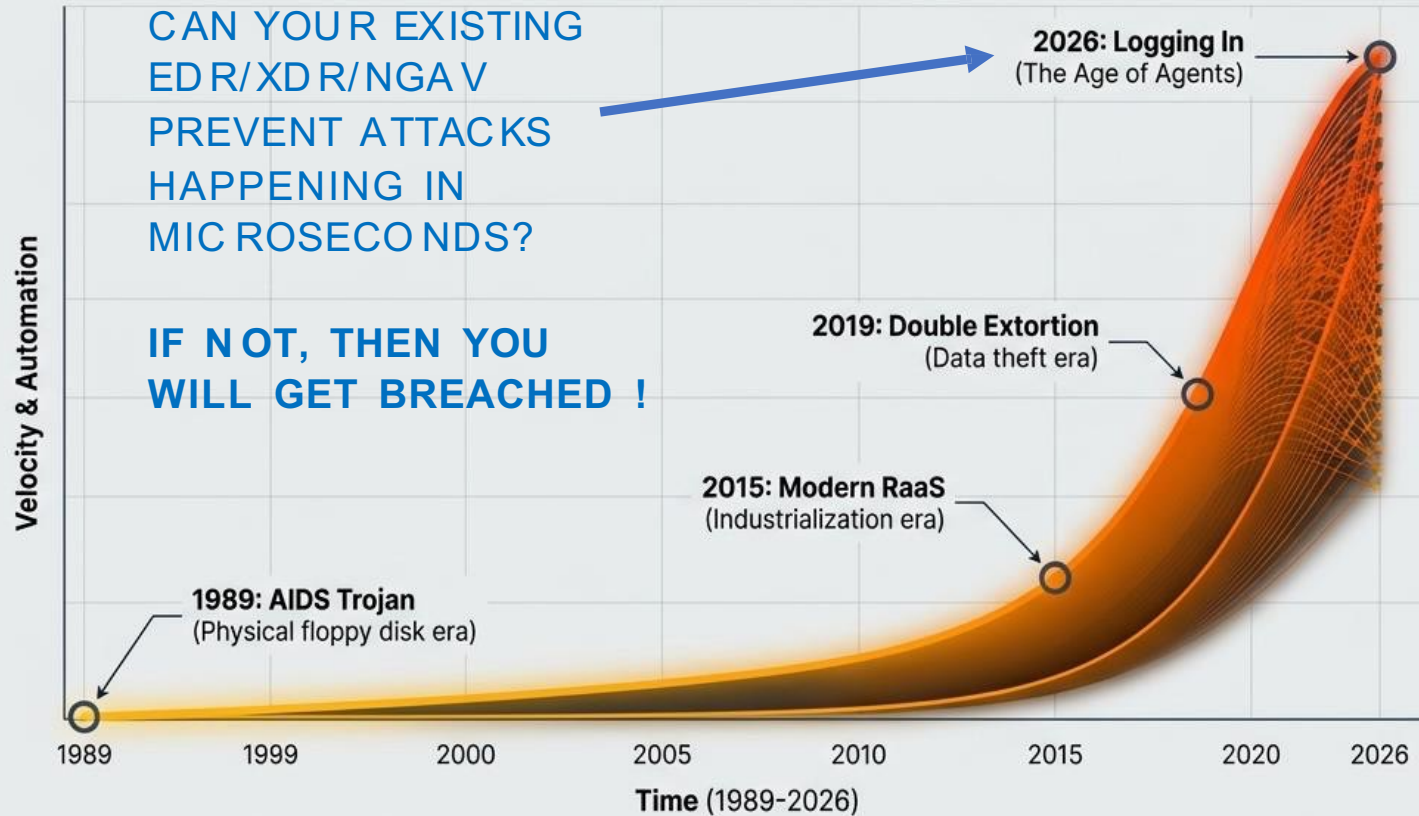 CAN YOUR EXISTING
EDR/XDR/NGAV
PREVENT ATTACKS
HAPPENING IN
MICROSECONDS?
IF NOT, THEN YOU
WILL GET BREACHED !
2026: Logging In
(The Age of Agents)
2019: Double Extortion
(Data theft era)
2015: Modern RaaS
(Industrialization era)
1989: AIDS Trojan
(Physical floppy disk era)
Velocity & Automation
1989 1999 2000 2005 2010 2015 2020 2026
Time (1989-2026)